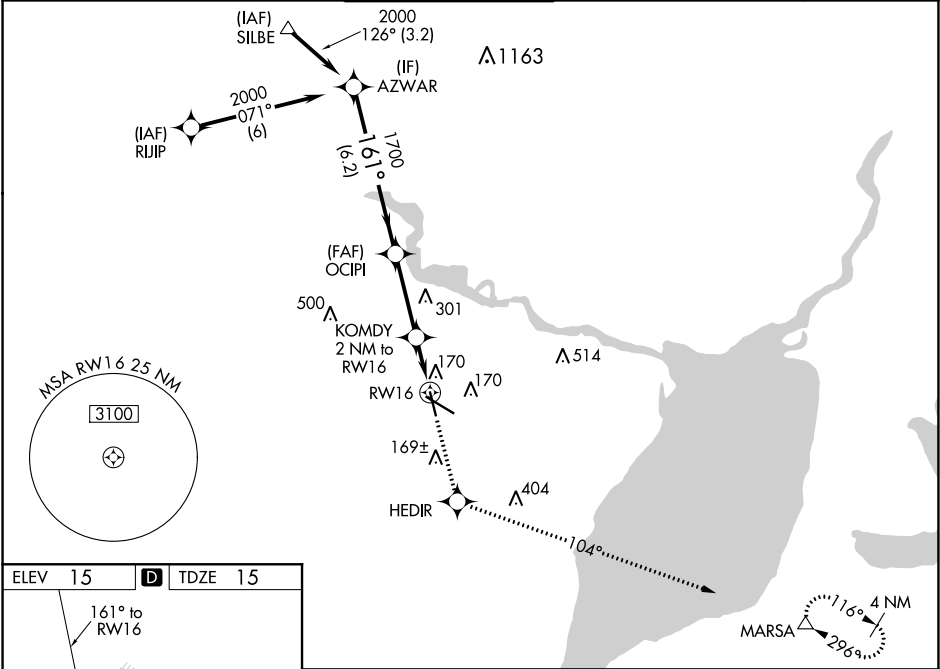 (IAF)
SILBE
2000
126° (3.2)
1163
(IF)
AZWAR
2000
071°
(6)
(IAF)
RIJIP
1700
161°
(6.2)
(FAF)
OCIPI
500
301
KOMDY
2 NM to
RW16
514
170
170
RW16
MSA RW16 25 NM
3100
169±
HEDIR
404
104°
ELEV 15 D TDZE 15
161° to
RW16
116°
4 NM
MARSA
296°